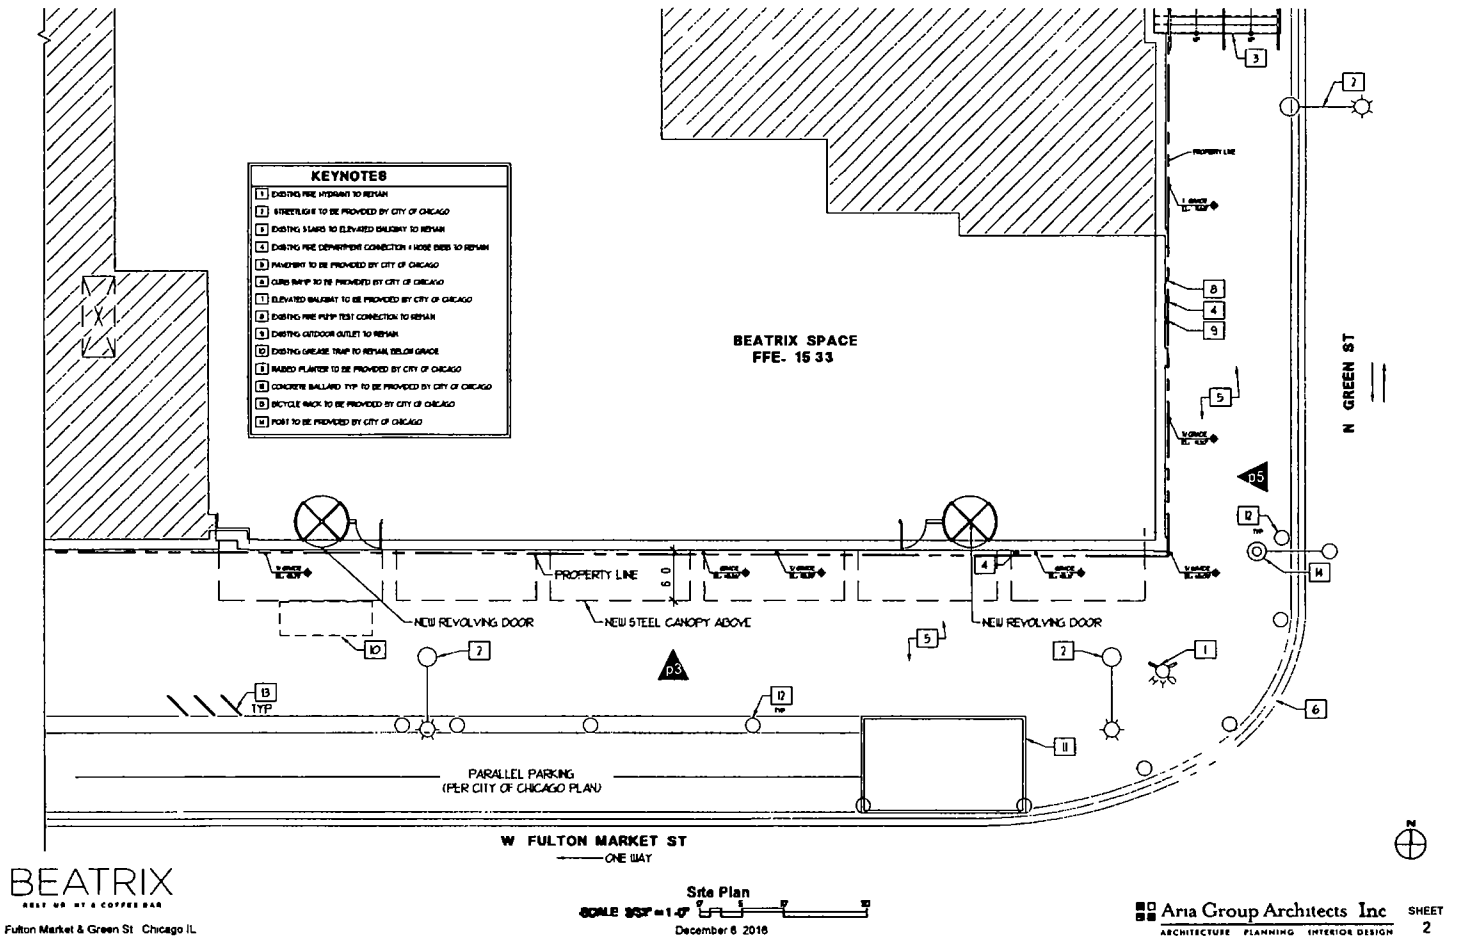 3
2
PROPERTY LINE
KEYNOTES
1 EXISTING FIRE HYDRANT TO REMAIN
2 STREETLIGHT TO BE PROVIDED BY CITY OF CHICAGO
3 EXISTING STAIRS TO ELEVATED WALKWAY TO REMAIN
4 EXISTING FIRE DEPARTMENT CONNECTION & HOSE BIBBS TO REMAIN
5 PAVEMENT TO BE PROVIDED BY CITY OF CHICAGO
6 CURB RAMP TO BE PROVIDED BY CITY OF CHICAGO
7 ELEVATED WALKWAY TO BE PROVIDED BY CITY OF CHICAGO
8 EXISTING FIRE PUMP TEST CONNECTION TO REMAIN
9 EXISTING OUTDOOR OUTLET TO REMAIN
10 EXISTING GREASE TRAP TO REMAIN, BELOW GRADE
11 RAISED PLANTER TO BE PROVIDED BY CITY OF CHICAGO
12 CONCRETE BALLARD TYP TO BE PROVIDED BY CITY OF CHICAGO
13 BICYCLE RACK TO BE PROVIDED BY CITY OF CHICAGO
14 POST TO BE PROVIDED BY CITY OF CHICAGO
8
4
9
BEATRIX SPACE
FFE- 15 33
N GREEN ST
5
p5
12
TYP
14
4
PROPERTY LINE
6 0
NEW REVOLVING DOOR
NEW STEEL CANOPY ABOVE
NEW REVOLVING DOOR
5
10
2
p3
2
1
HYD
13
TYP
12
TYP
6
11
PARALLEL PARKING
(PER CITY OF CHICAGO PLAN)
W FULTON MARKET ST
ONE WAY
N
BEATRIX
Fulton Market & Green St Chicago IL
Site Plan
SCALE 3/32" = 1'-0"
December 6 2016
Aria Group Architects Inc
ARCHITECTURE PLANNING INTERIOR DESIGN
SHEET
2